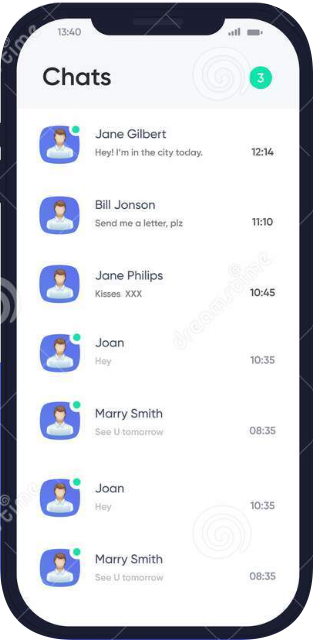 13:40
Chats
3
Jane Gilbert
Hey! I'm in the city today.
12:14
Bill Jonson
Send me a letter, plz
11:10
Jane Philips
Kisses XXX
10:45
Joan
Hey
10:35
Marry Smith
See U tomorrow
08:35
Joan
Hey
10:35
Marry Smith
See U tomorrow
08:35
dreamstime